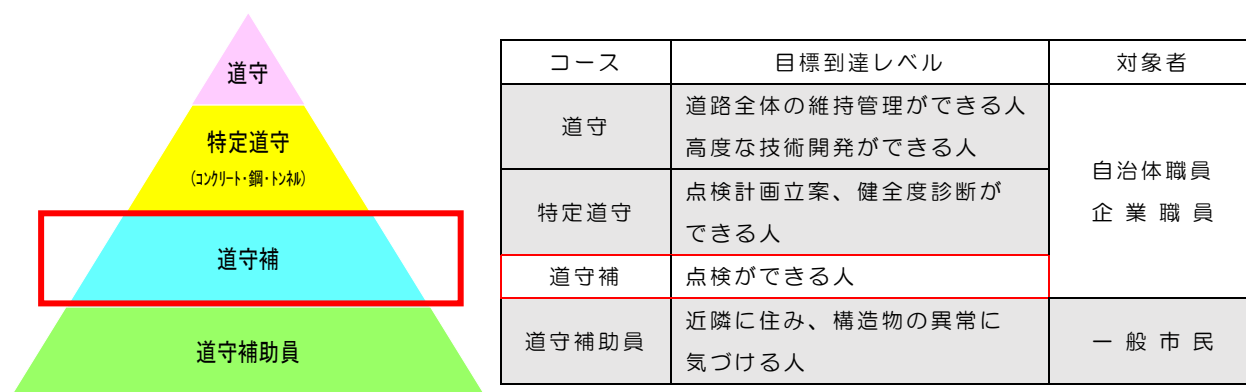 道守
特定道守
(コンクリート・鋼・トンネル)
道守補
道守補助員
コース
目標到達レベル
対象者
道守
道路全体の維持管理ができる人
高度な技術開発ができる人
自治体職員
企業職員
特定道守
点検計画立案、健全度診断が
できる人
道守補
点検ができる人
道守補助員
近隣に住み、構造物の異常に
気づける人
一般市民